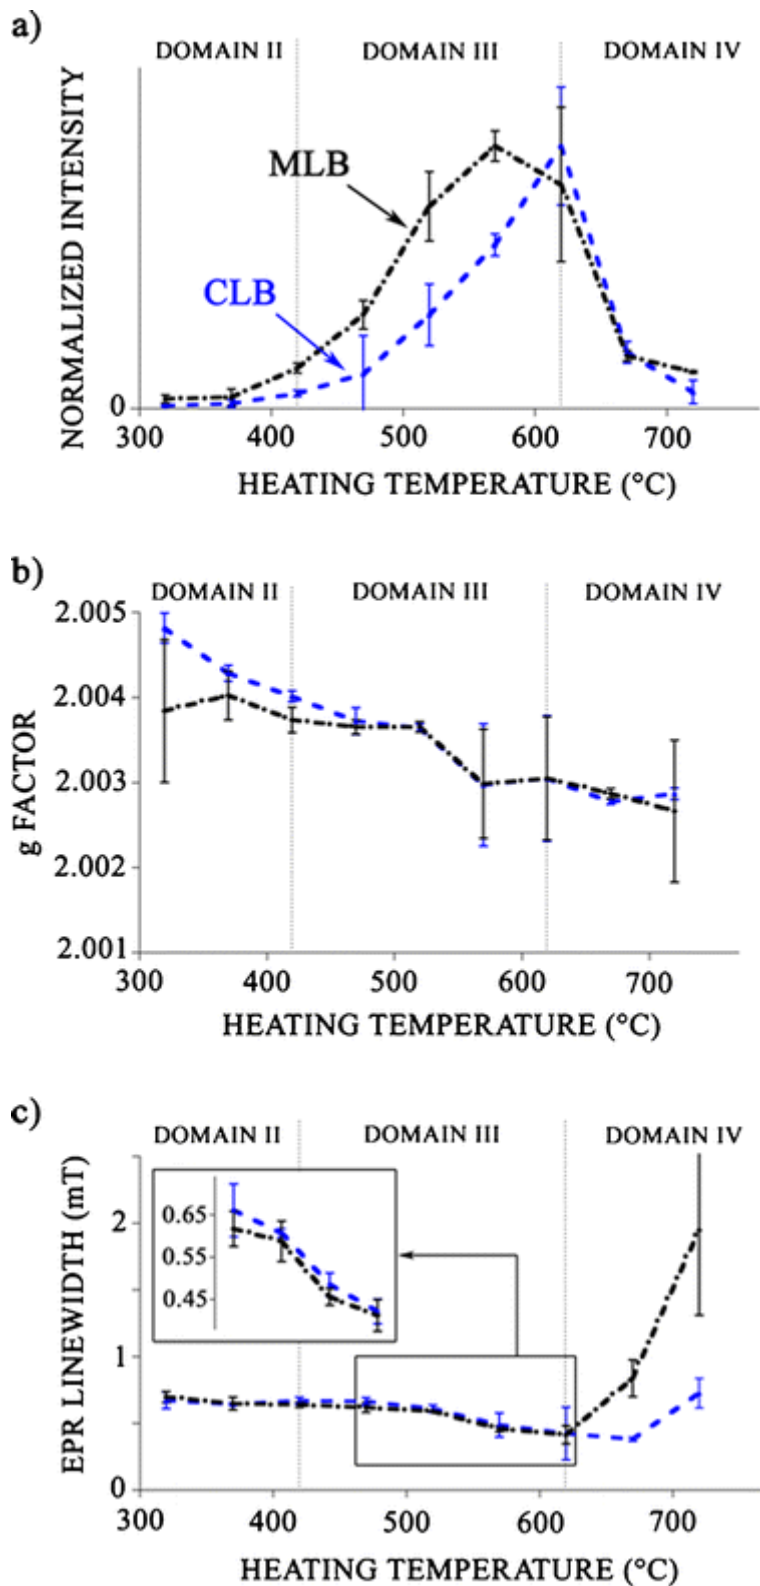 a)
DOMAIN II DOMAIN III DOMAIN IV
NORMALIZED INTENSITY
MLB
CLB
0
300 400 500 600 700
HEATING TEMPERATURE (°C)
b)
DOMAIN II DOMAIN III DOMAIN IV
g FACTOR
2.005
2.004
2.003
2.002
2.001
300 400 500 600 700
HEATING TEMPERATURE (°C)
c)
DOMAIN II DOMAIN III DOMAIN IV
EPR LINEWIDTH (mT)
2
1
0
0.65
0.55
0.45
300 400 500 600 700
HEATING TEMPERATURE (°C)